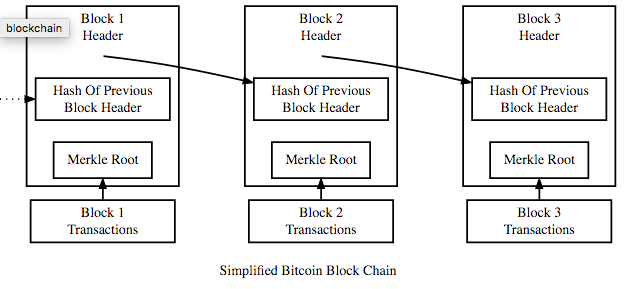 Block 1
Header
blockchain
Hash Of Previous
Block Header
Merkle Root
Block 1
Transactions
Block 2
Header
Hash Of Previous
Block Header
Merkle Root
Block 2
Transactions
Block 3
Header
Hash Of Previous
Block Header
Merkle Root
Block 3
Transactions
Simplified Bitcoin Block Chain